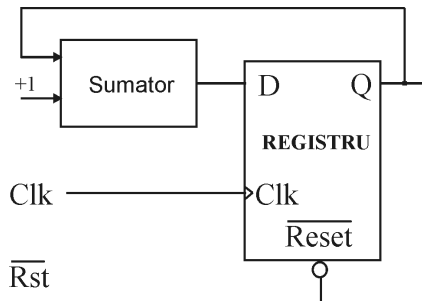 +1
Sumator
D
Q
REGISTRU
Clk
Clk
Reset
Rst